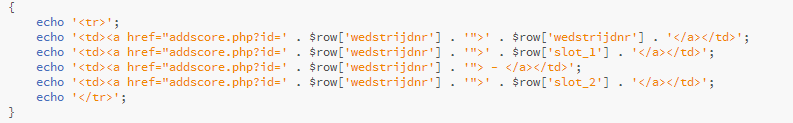 {
echo '<tr>';
echo '<td><a href="addscore.php?id=' . $row['wedstrijdnr'] . '">' . $row['wedstrijdnr'] . '</a></td>';
echo '<td><a href="addscore.php?id=' . $row['wedstrijdnr'] . '">' . $row['slot_1'] . '</a></td>';
echo '<td><a href="addscore.php?id=' . $row['wedstrijdnr'] . '"> - </a></td>';
echo '<td><a href="addscore.php?id=' . $row['wedstrijdnr'] . '">' . $row['slot_2'] . '</a></td>';
echo '</tr>';
}